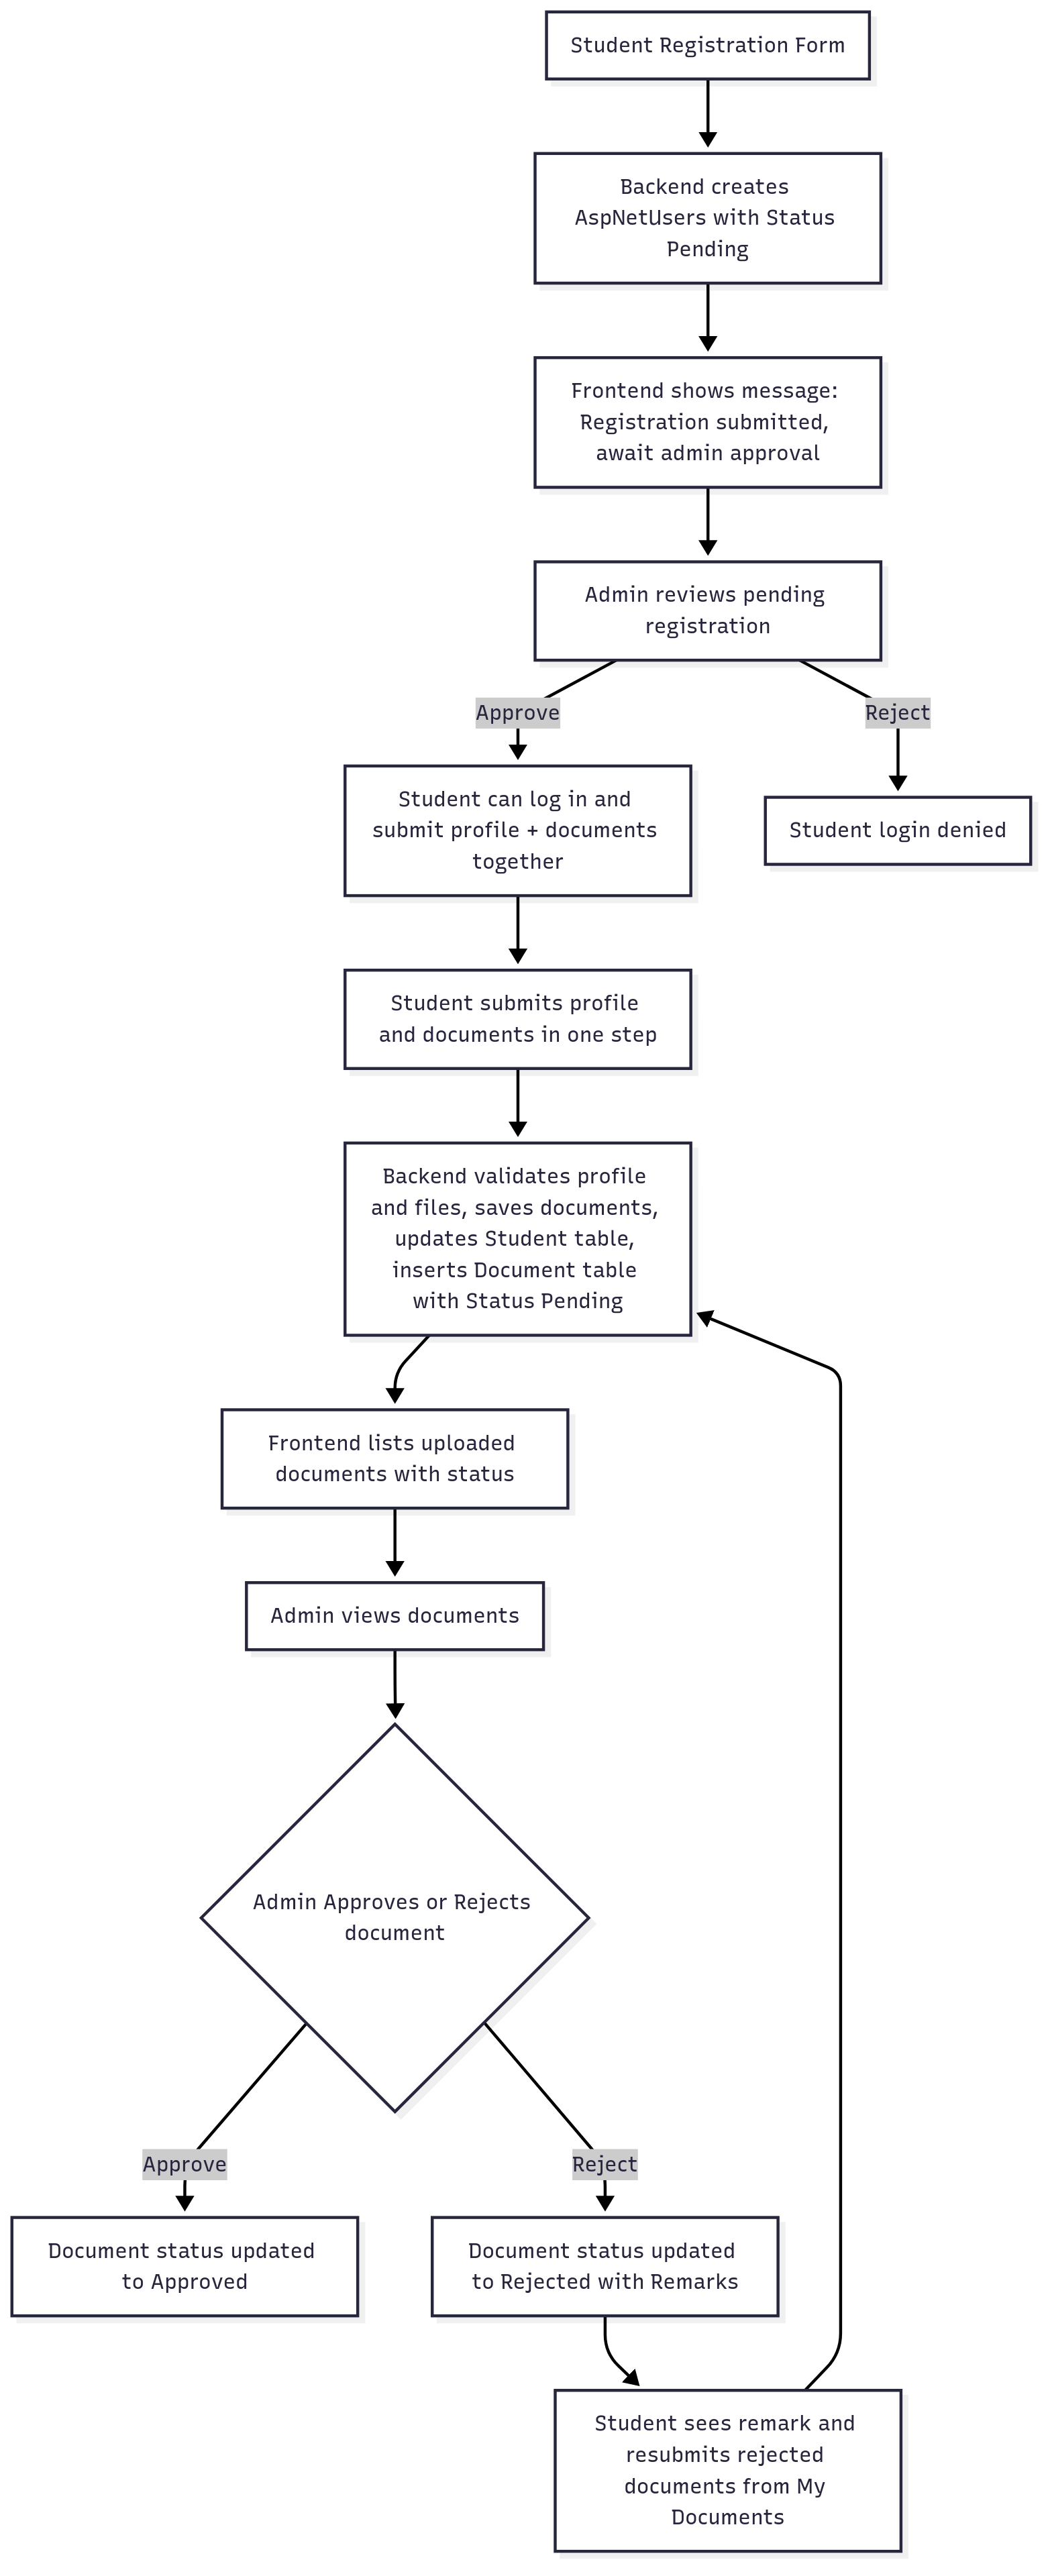 Student Registration Form
Backend creates
AspNetUsers with Status
Pending
Frontend shows message:
Registration submitted,
await admin approval
Admin reviews pending
registration
Approve
Reject
Student can log in and
submit profile + documents
together
Student login denied
Student submits profile
and documents in one step
Backend validates profile
and files, saves documents,
updates Student table,
inserts Document table
with Status Pending
Frontend lists uploaded
documents with status
Admin views documents
Admin Approves or Rejects
document
Approve
Reject
Document status updated
to Approved
Document status updated
to Rejected with Remarks
Student sees remark and
resubmits rejected
documents from My
Documents